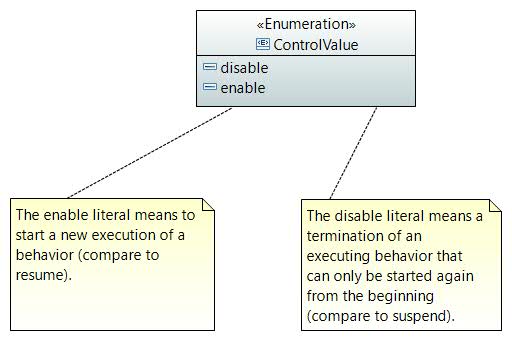 «Enumeration»
ControlValue
disable
enable
The enable literal means to
start a new execution of a
behavior (compare to
resume).
The disable literal means a
termination of an
executing behavior that
can only be started again
from the beginning
(compare to suspend).